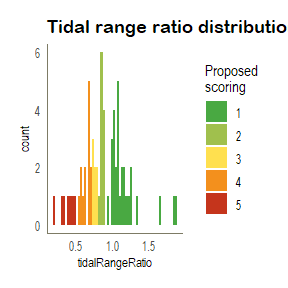 Tidal range ratio distributio
6
4
2
0
count
0.5 1.0 1.5
tidalRangeRatio
Proposed
scoring
1
2
3
4
5